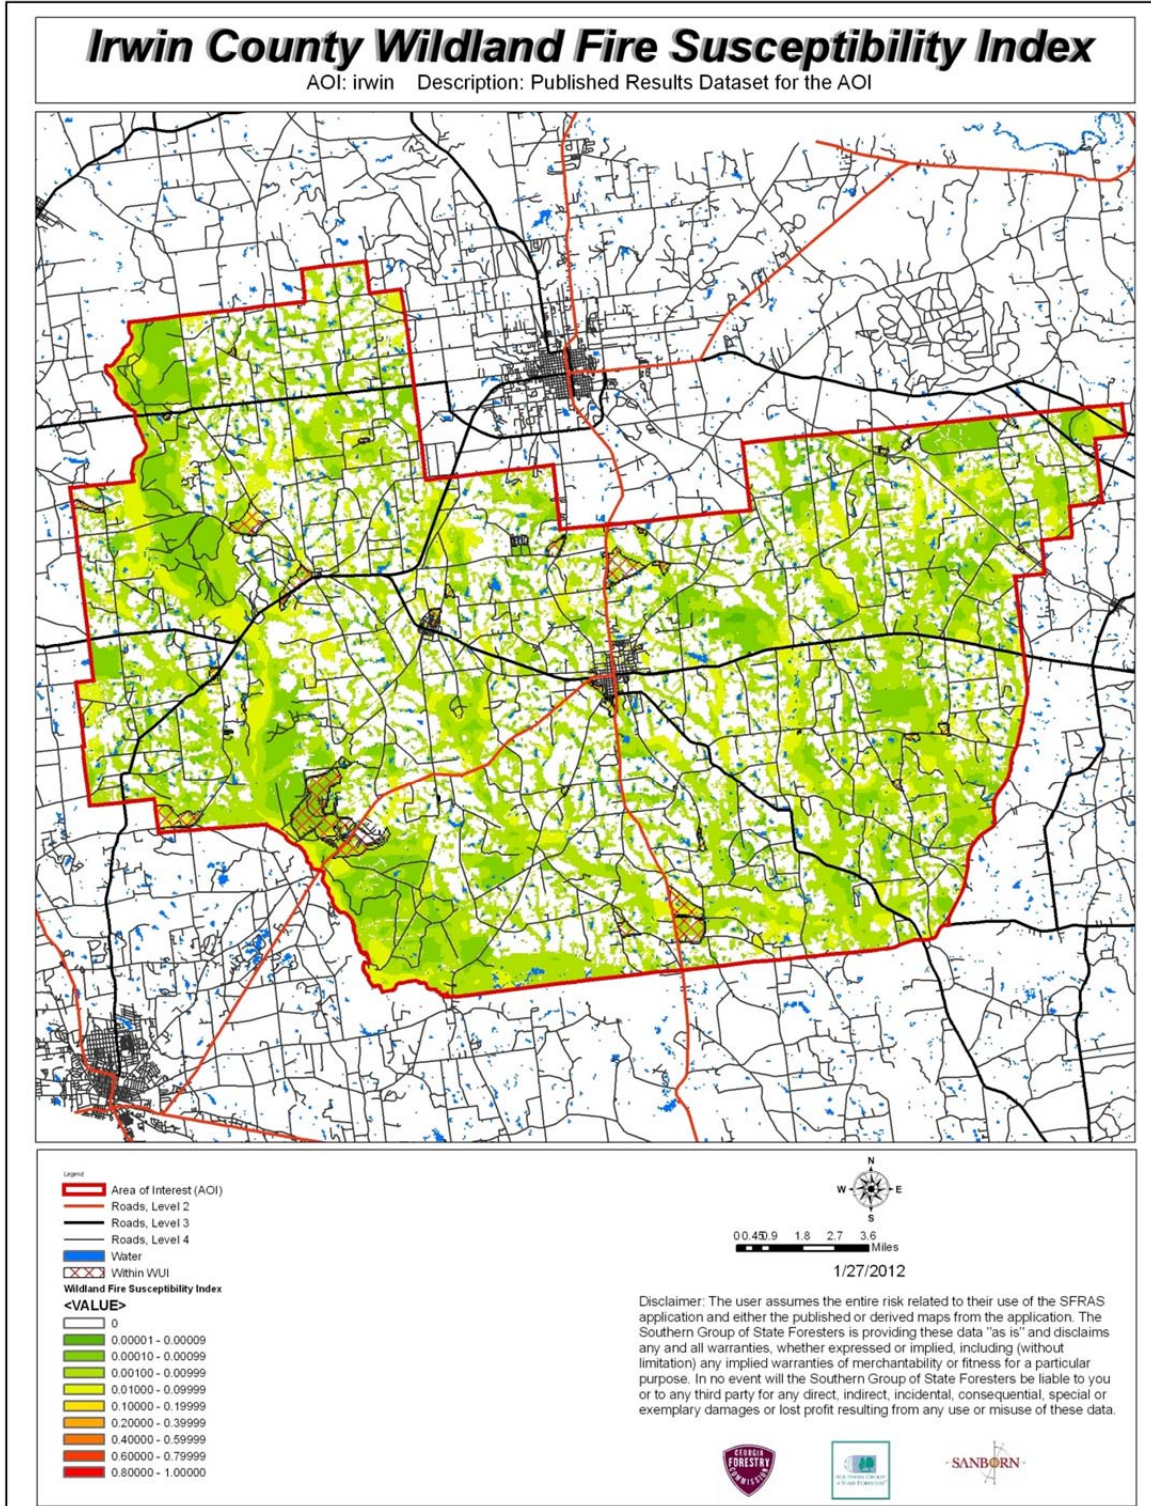 Irwin County Wildland Fire Susceptibility Index
AOI: irwin Description: Published Results Dataset for the AOI
Legend
Area of Interest (AOI)
Roads, Level 2
Roads, Level 3
Roads, Level 4
Water
Within WUI
Wildland Fire Susceptibility Index
<VALUE>
0
0.00001 - 0.00009
0.00010 - 0.00099
0.00100 - 0.00999
0.01000 - 0.09999
0.10000 - 0.19999
0.20000 - 0.39999
0.40000 - 0.59999
0.60000 - 0.79999
0.80000 - 1.00000
N
W E
S
0 0.45 0.9 1.8 2.7 3.6
Miles
1/27/2012
Disclaimer: The user assumes the entire risk related to their use of the SFRAS
application and either the published or derived maps from the application. The
Southern Group of State Foresters is providing these data "as is" and disclaims
any and all warranties, whether expressed or implied, including (without
limitation) any implied warranties of merchantability or fitness for a particular
purpose. In no event will the Southern Group of State Foresters be liable to you
or to any third party for any direct, indirect, incidental, consequential, special or
exemplary damages or lost profit resulting from any use or misuse of these data.
GEORGIA
FORESTRY
COMMISSION
SOUTHERN GROUP
OF STATE FORESTERS
SANBORN